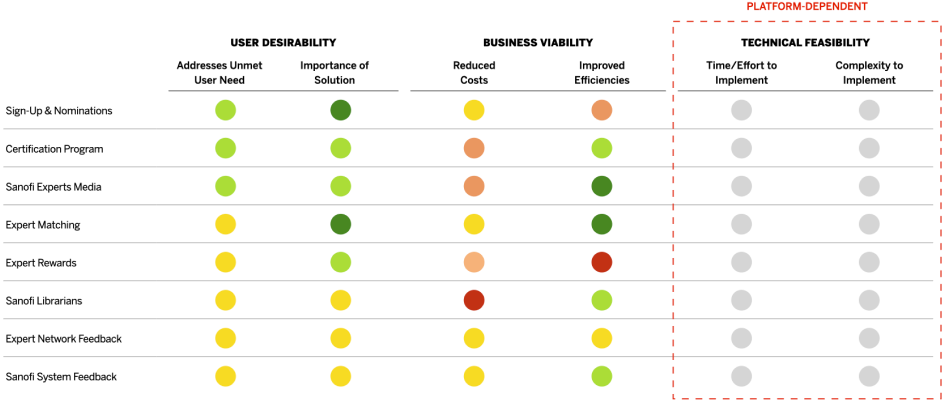 PLATFORM-DEPENDENT
USER DESIRABILITY
BUSINESS VIABILITY
TECHNICAL FEASIBILITY
Addresses Unmet
User Need
Importance of
Solution
Reduced
Costs
Improved
Efficiencies
Time/Effort to
Implement
Complexity to
Implement
Sign-Up & Nominations
Certification Program
Sanofi Experts Media
Expert Matching
Expert Rewards
Sanofi Librarians
Expert Network Feedback
Sanofi System Feedback